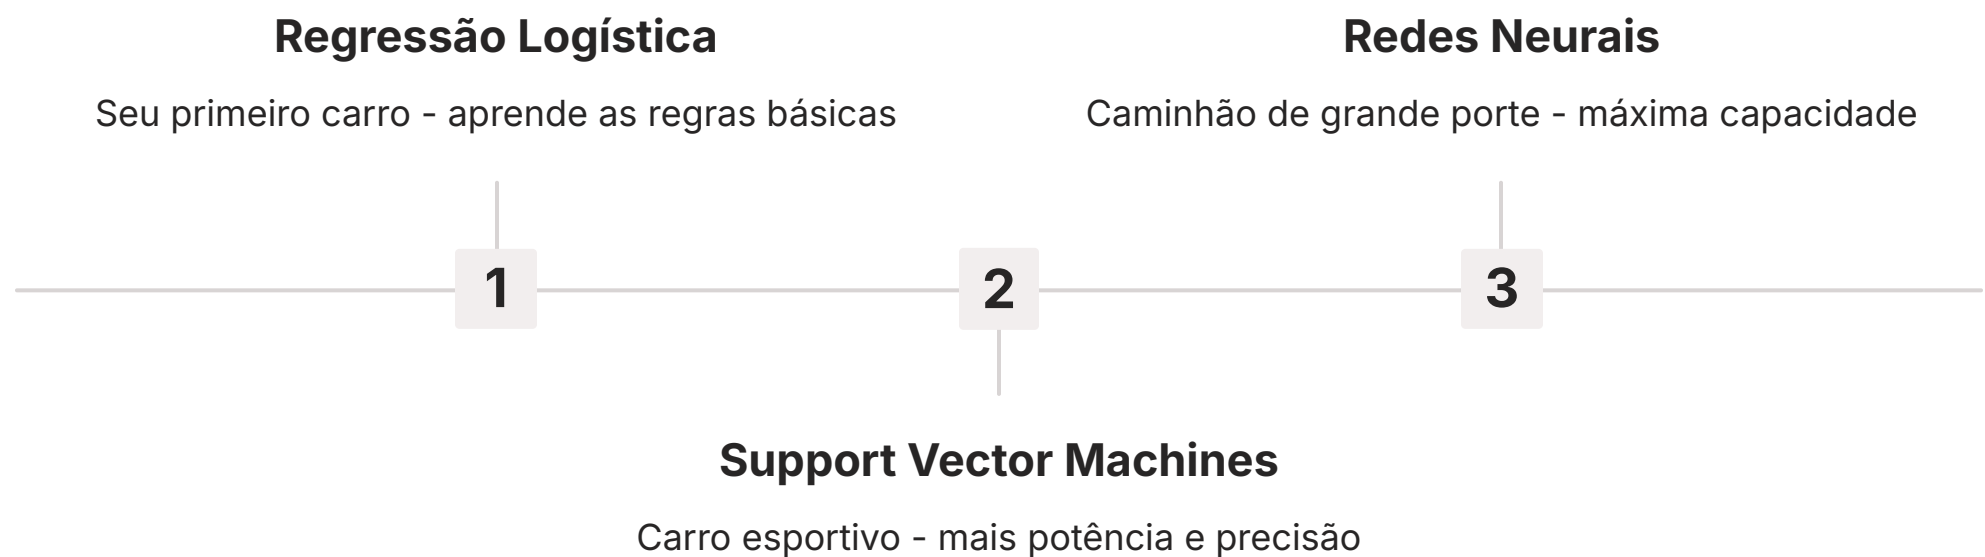 Regressão Logística
Seu primeiro carro - aprende as regras básicas
Redes Neurais
Caminhão de grande porte - máxima capacidade
1
2
3
Support Vector Machines
Carro esportivo - mais potência e precisão